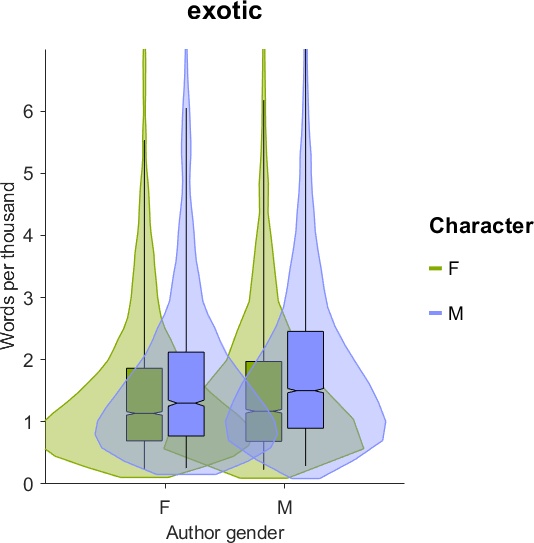 exotic
Words per thousand
6
5
4
3
2
1
0
F
M
Author gender
Character
F
M